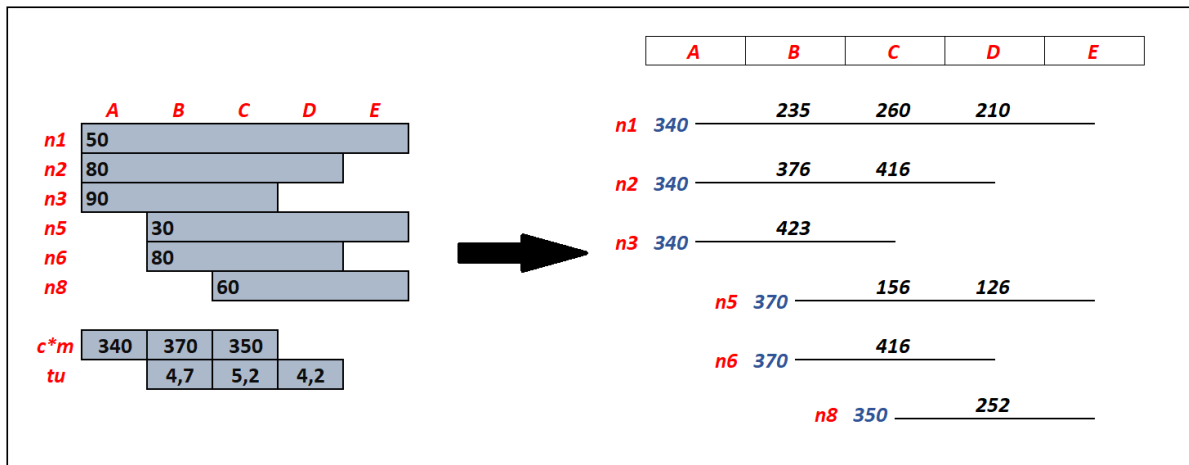 A B C D E
n1 50
n2 80
n3 90
n5 30
n6 80
n8 60
c*m 340 370 350
tu 4,7 5,2 4,2
A B C D E
n1 340 235 260 210
n2 340 376 416
n3 340 423
n5 370 156 126
n6 370 416
n8 350 252